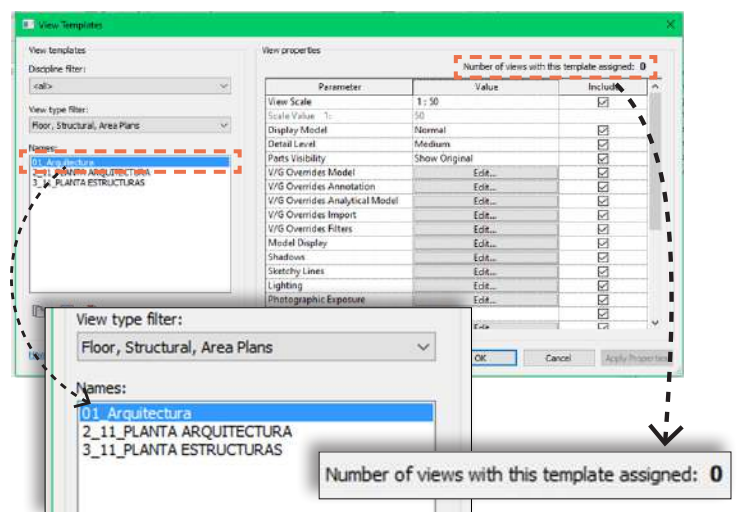 View Templates
View templates
Discipline filter:
<all>
View type filter:
Floor, Structural, Area Plans
Names:
01_Arquitectura
2_11_PLANTA ARQUITECTURA
3_11_PLANTA ESTRUCTURAS
View properties
Number of views with this template assigned: 0
Parameter Value Include
View Scale 1 : 50
Scale Value 1: 50
Display Model Normal
Detail Level Medium
Parts Visibility Show Original
V/G Overrides Model Edit...
V/G Overrides Annotation Edit...
V/G Overrides Analytical Model Edit...
V/G Overrides Import Edit...
V/G Overrides Filters Edit...
Model Display Edit...
Shadows Edit...
Sketchy Lines Edit...
Lighting Edit...
Photographic Exposure Edit...
Edit...
OK Cancel Apply Properties
View type filter:
Floor, Structural, Area Plans
Names:
01_Arquitectura
2_11_PLANTA ARQUITECTURA
3_11_PLANTA ESTRUCTURAS
Number of views with this template assigned: 0